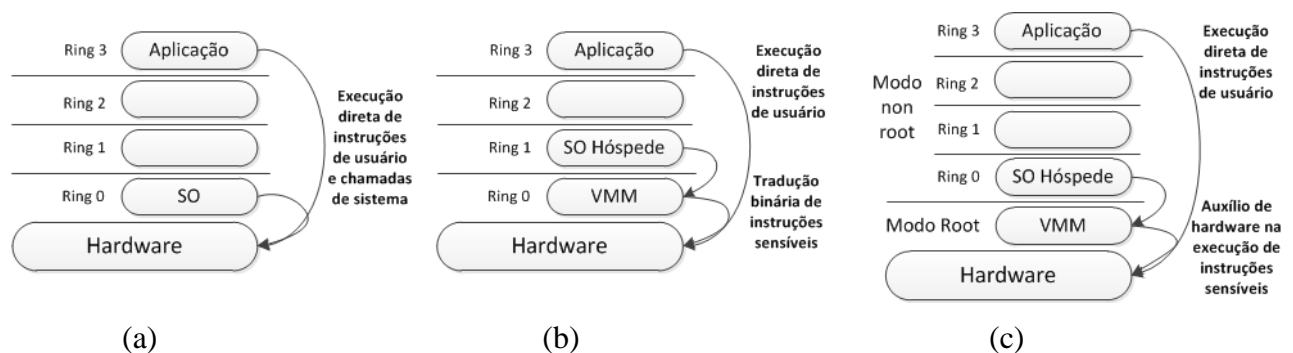 Ring 3
Aplicação
Ring 2
Ring 1
Ring 0
SO
Hardware
Execução
direta de
instruções
de usuário
e chamadas
de sistema
(a)
Ring 3
Aplicação
Ring 2
Ring 1
SO Hóspede
Ring 0
VMM
Hardware
Execução
direta de
instruções
de usuário
Tradução
binária de
instruções
sensíveis
(b)
Modo
non
root
Ring 3
Aplicação
Ring 2
Ring 1
Ring 0
SO Hóspede
Modo Root
VMM
Hardware
Execução
direta de
instruções
de usuário
Auxílio de
hardware na
execução de
instruções
sensíveis
(c)